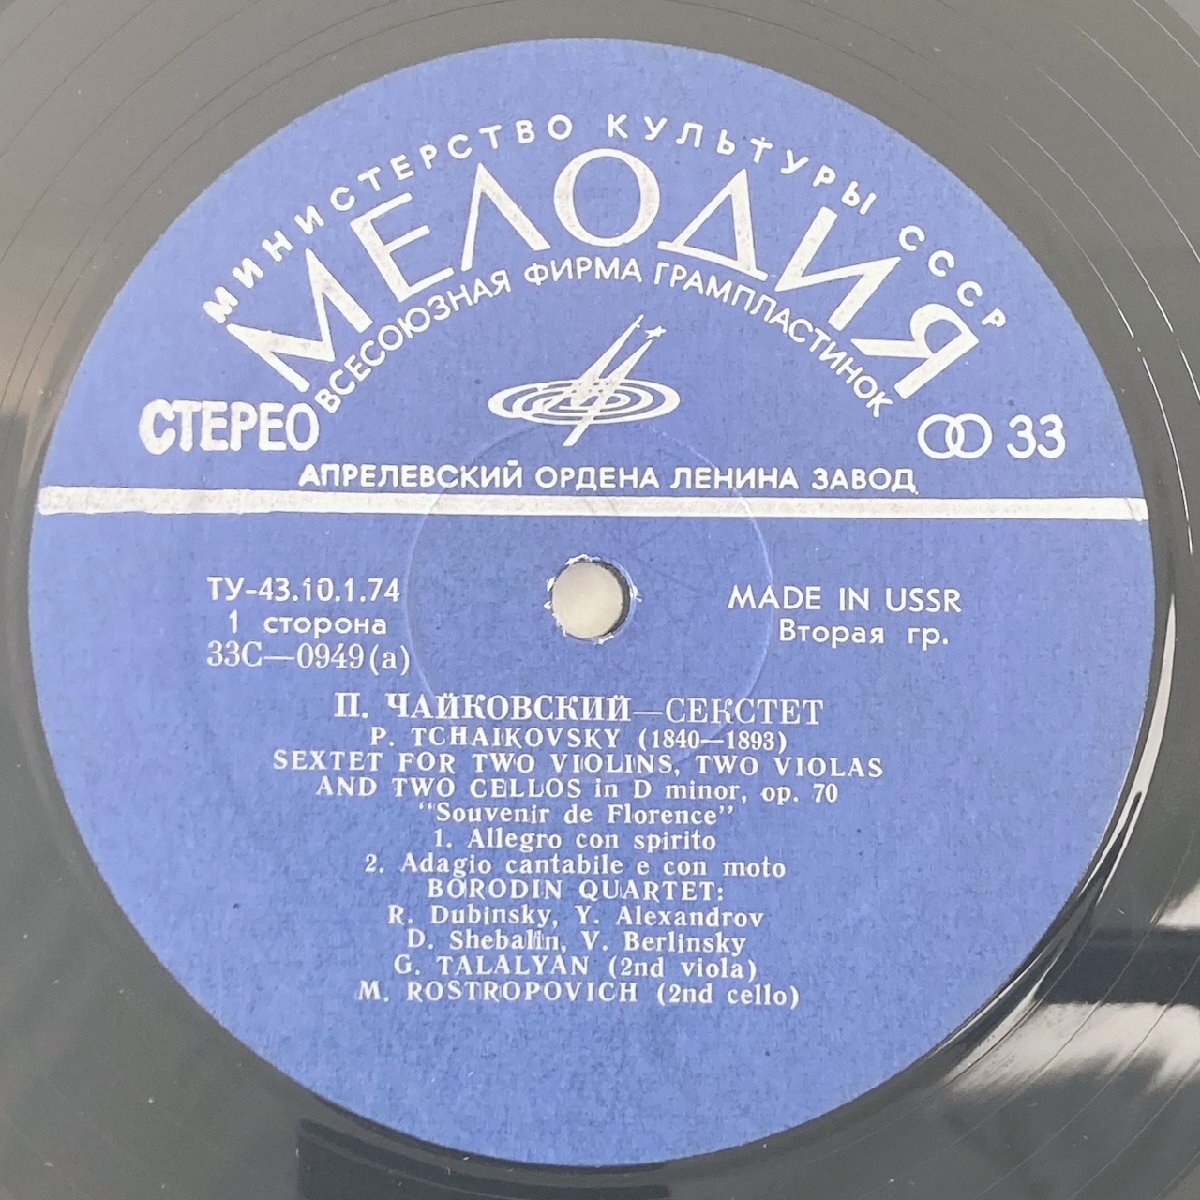 МИНИСТЕРСТВО КУЛЬТУРЫ СССР
МЕЛОДИЯ
ВСЕСОЮЗНАЯ ФИРМА ГРАМПЛАСТИНОК
СТЕРЕО
33
АПРЕЛЕВСКИЙ ОРДЕНА ЛЕНИНА ЗАВОД
ТУ-43.10.1.74
1 сторона
33С—0949(а)
MADE IN USSR
Вторая гр.
П. ЧАЙКОВСКИЙ—СЕКСТЕТ
P. TCHAIKOVSKY (1840—1893)
SEXTET FOR TWO VIOLINS, TWO VIOLAS
AND TWO CELLOS in D minor, op. 70
"Souvenir de Florence"
1. Allegro con spirito
2. Adagio cantabile e con moto
BORODIN QUARTET:
R. Dubinsky, Y. Alexandrov
D. Shebalin, V. Berlinsky
G. TALALYAN (2nd viola)
M. ROSTROPOVICH (2nd cello)